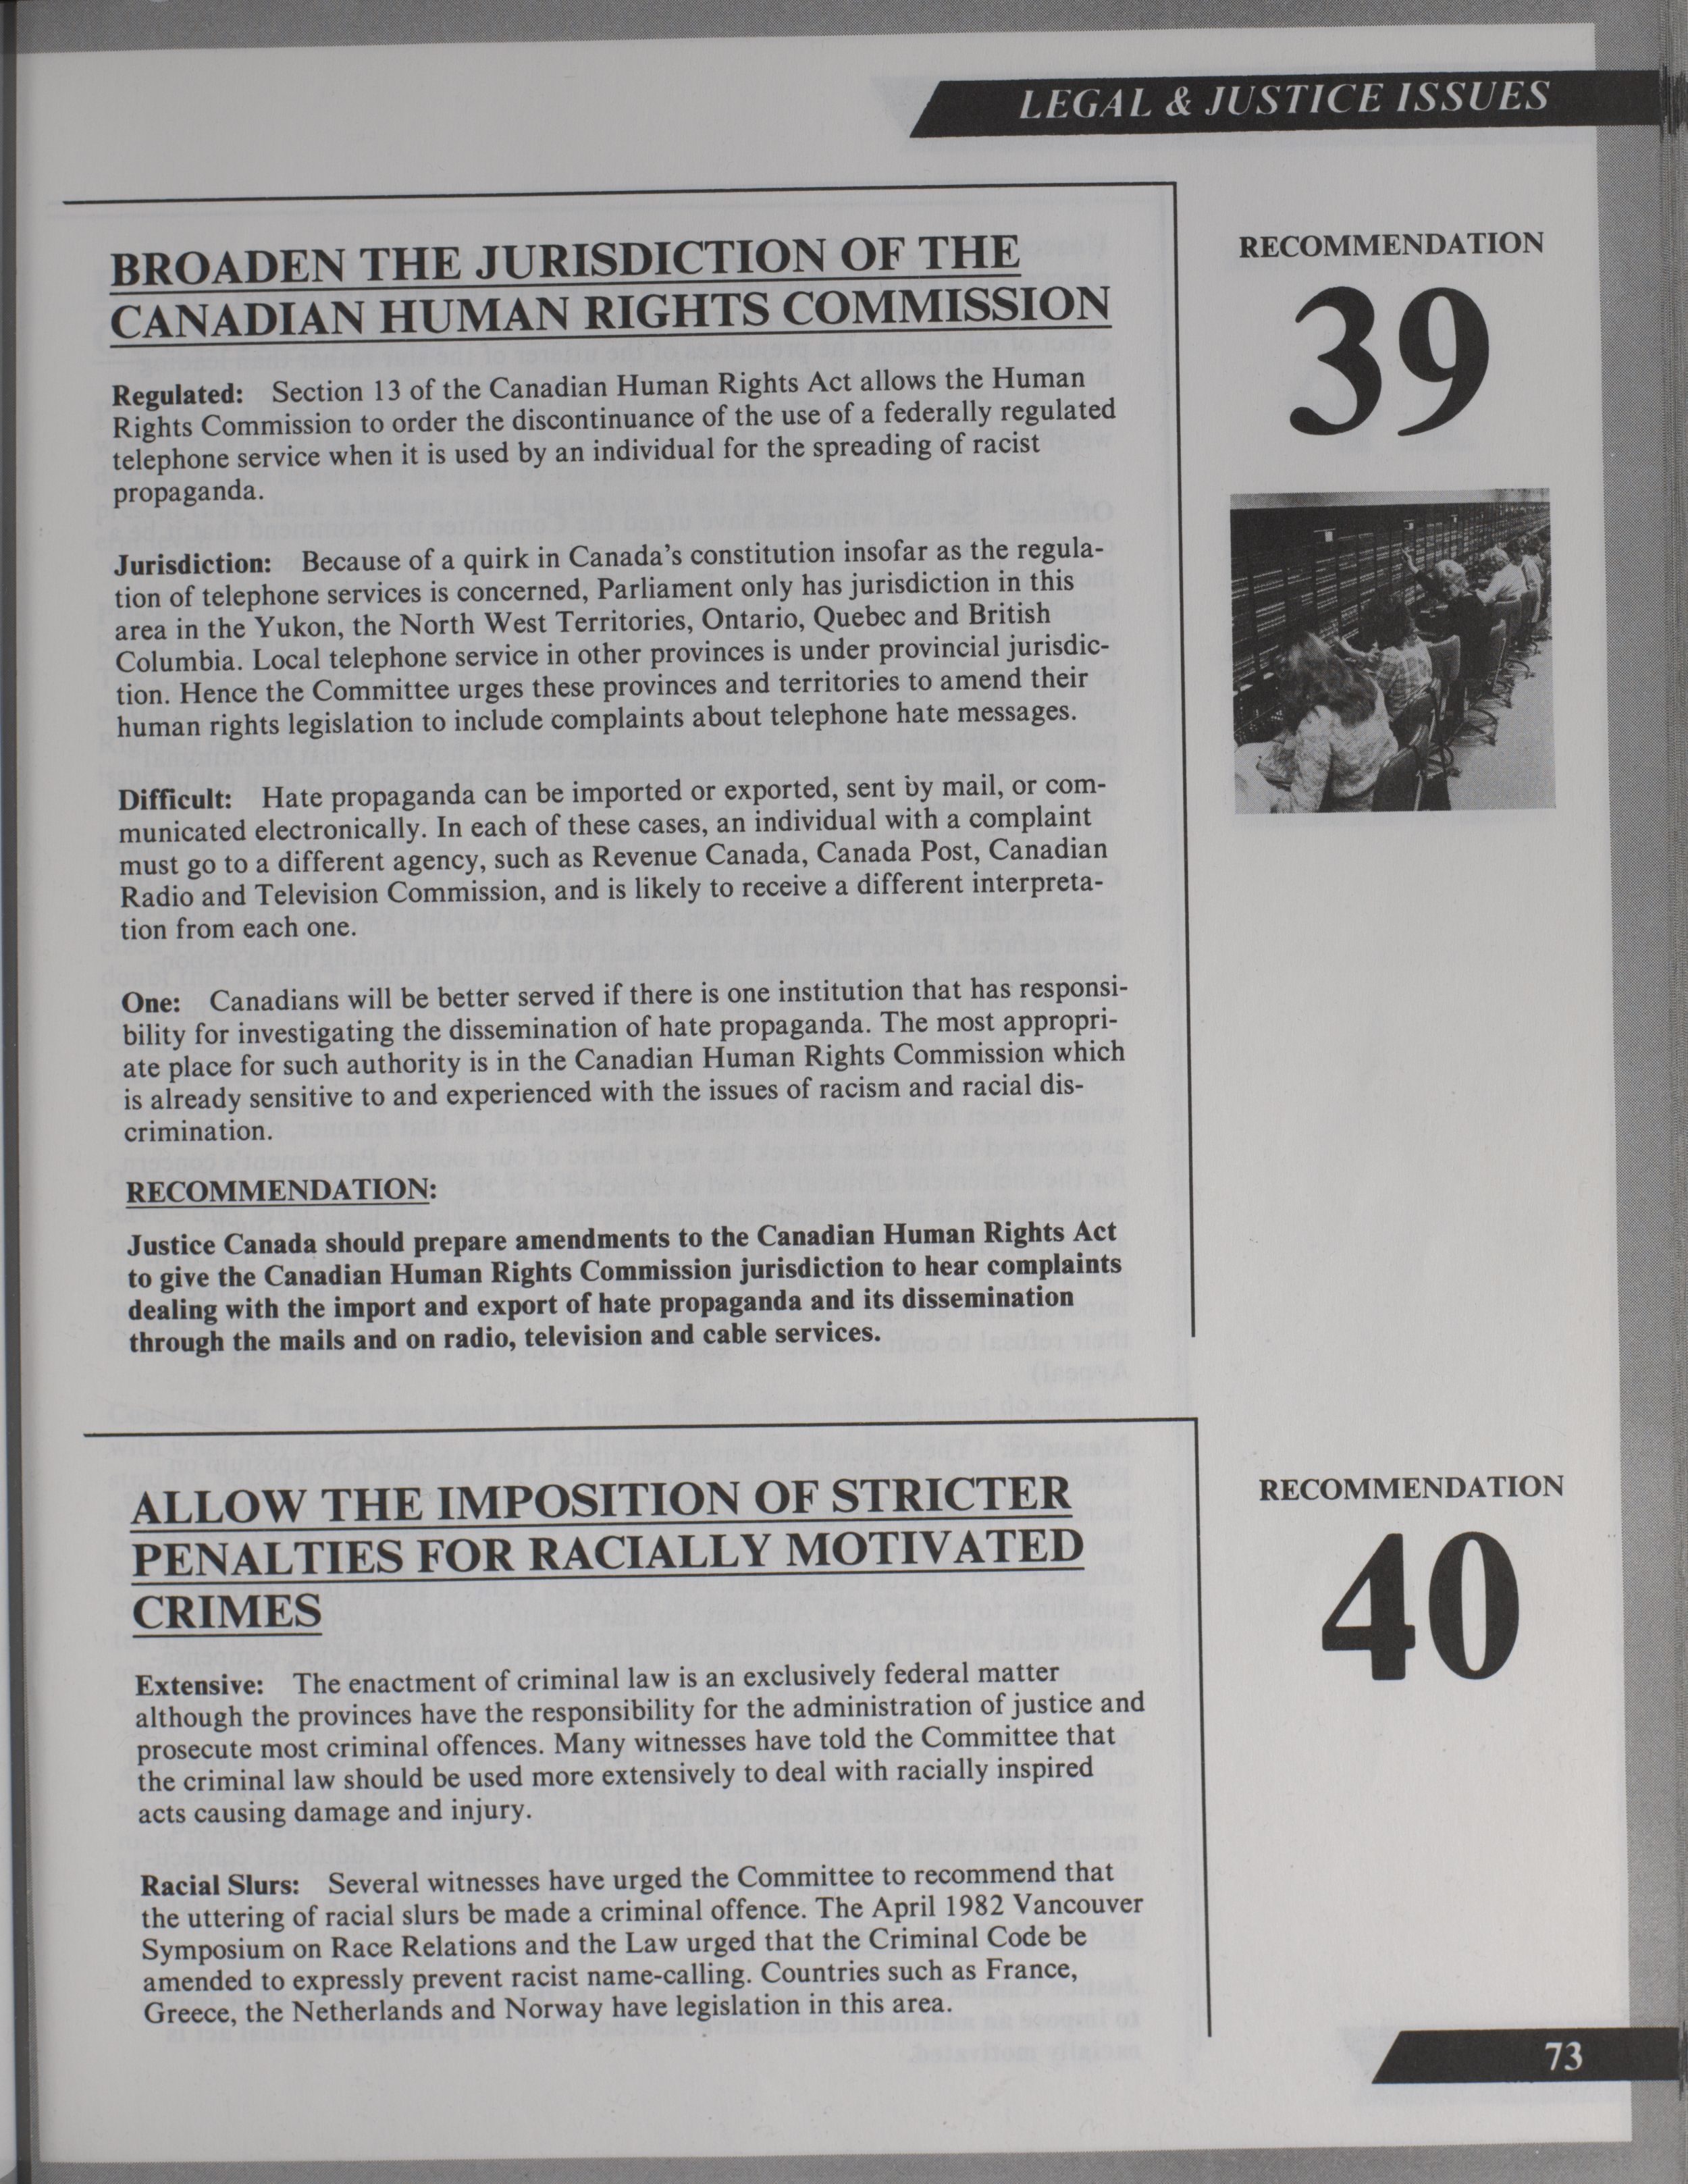 LEGAL & JUSTICE ISSUES
BROADEN THE JURISDICTION OF THE
CANADIAN HUMAN RIGHTS COMMISSION
Regulated: Section 13 of the Canadian Human Rights Act allows the Human
Rights Commission to order the discontinuance of the use of a federally regulated
telephone service when it is used by an individual for the spreading of racist
propaganda.
Jurisdiction: Because of a quirk in Canada's constitution insofar as the regula-
tion of telephone services is concerned, Parliament only has jurisdiction in this
area in the Yukon, the North West Territories, Ontario, Quebec and British
Columbia. Local telephone service in other provinces is under provincial jurisdic-
tion. Hence the Committee urges these provinces and territories to amend their
human rights legislation to include complaints about telephone hate messages.
Difficult: Hate propaganda can be imported or exported, sent by mail, or com-
municated electronically. In each of these cases, an individual with a complaint
must go to a different agency, such as Revenue Canada, Canada Post, Canadian
Radio and Television Commission, and is likely to receive a different interpreta-
tion from each one.
One: Canadians will be better served if there is one institution that has responsi-
bility for investigating the dissemination of hate propaganda. The most appropri-
ate place for such authority is in the Canadian Human Rights Commission which
is already sensitive to and experienced with the issues of racism and racial dis-
crimination.
RECOMMENDATION:
Justice Canada should prepare amendments to the Canadian Human Rights Act
to give the Canadian Human Rights Commission jurisdiction to hear complaints
dealing with the import and export of hate propaganda and its dissemination
through the mails and on radio, television and cable services.
RECOMMENDATION
39
ALLOW THE IMPOSITION OF STRICTER
PENALTIES FOR RACIALLY MOTIVATED
CRIMES
Extensive: The enactment of criminal law is an exclusively federal matter
although the provinces have the responsibility for the administration of justice and
prosecute most criminal offences. Many witnesses have told the Committee that
the criminal law should be used more extensively to deal with racially inspired
acts causing damage and injury.
Racial Slurs: Several witnesses have urged the Committee to recommend that
the uttering of racial slurs be made a criminal offence. The April 1982 Vancouver
Symposium on Race Relations and the Law urged that the Criminal Code be
amended to expressly prevent racist name-calling. Countries such as France,
Greece, the Netherlands and Norway have legislation in this area.
RECOMMENDATION
40
73